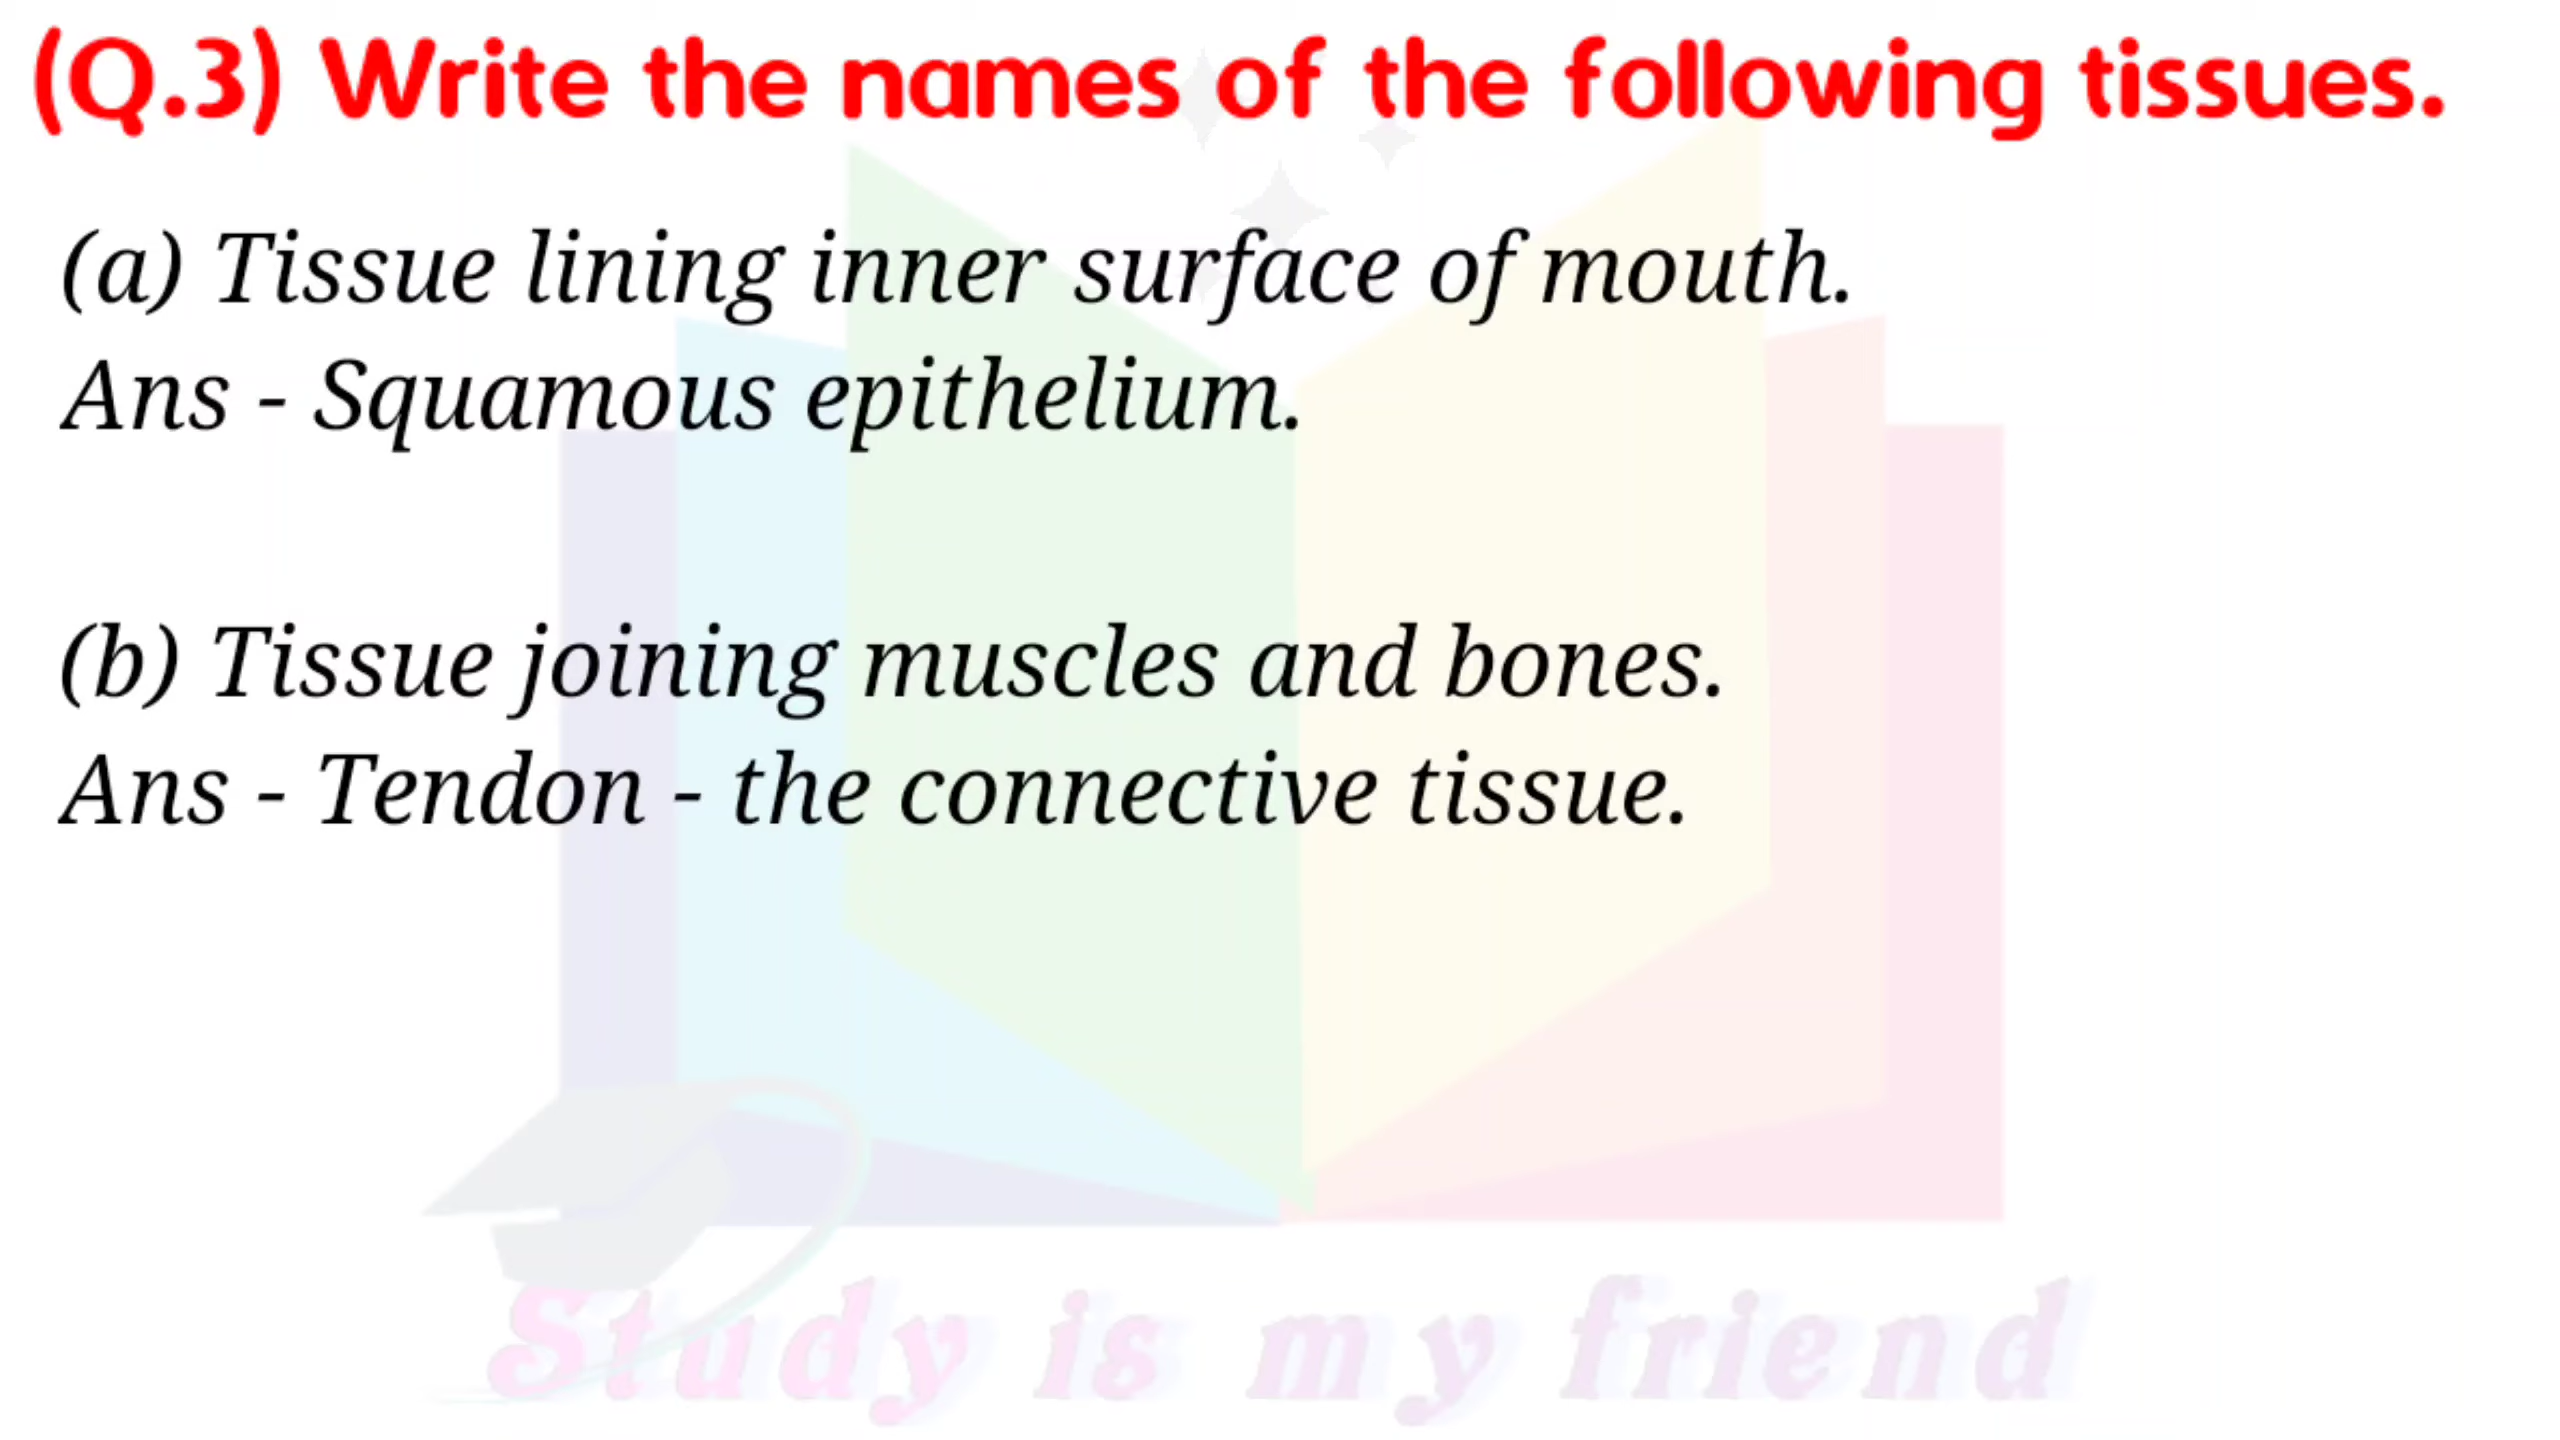 (Q.3) Write the names of the following tissues.
(a) Tissue lining inner surface of mouth.
Ans - Squamous epithelium.
(b) Tissue joining muscles and bones.
Ans - Tendon - the connective tissue.
Study is my friend